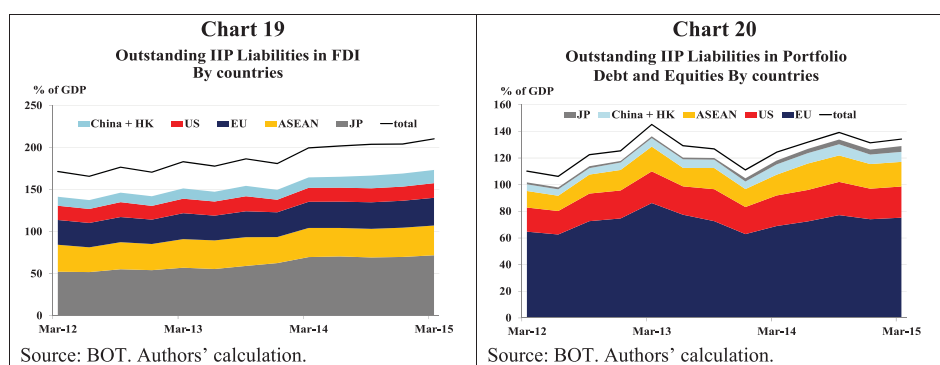 Chart 19
Outstanding IIP Liabilities in FDI
By countries
% of GDP
250
200
150
100
50
0
China + HK US EU ASEAN JP total
Mar-12 Mar-13 Mar-14 Mar-15
Source: BOT. Authors' calculation.
Chart 20
Outstanding IIP Liabilities in Portfolio
Debt and Equities By countries
% of GDP
160
140
120
100
80
60
40
20
0
JP China + HK ASEAN US EU total
Mar-12 Mar-13 Mar-14 Mar-15
Source: BOT. Authors' calculation.